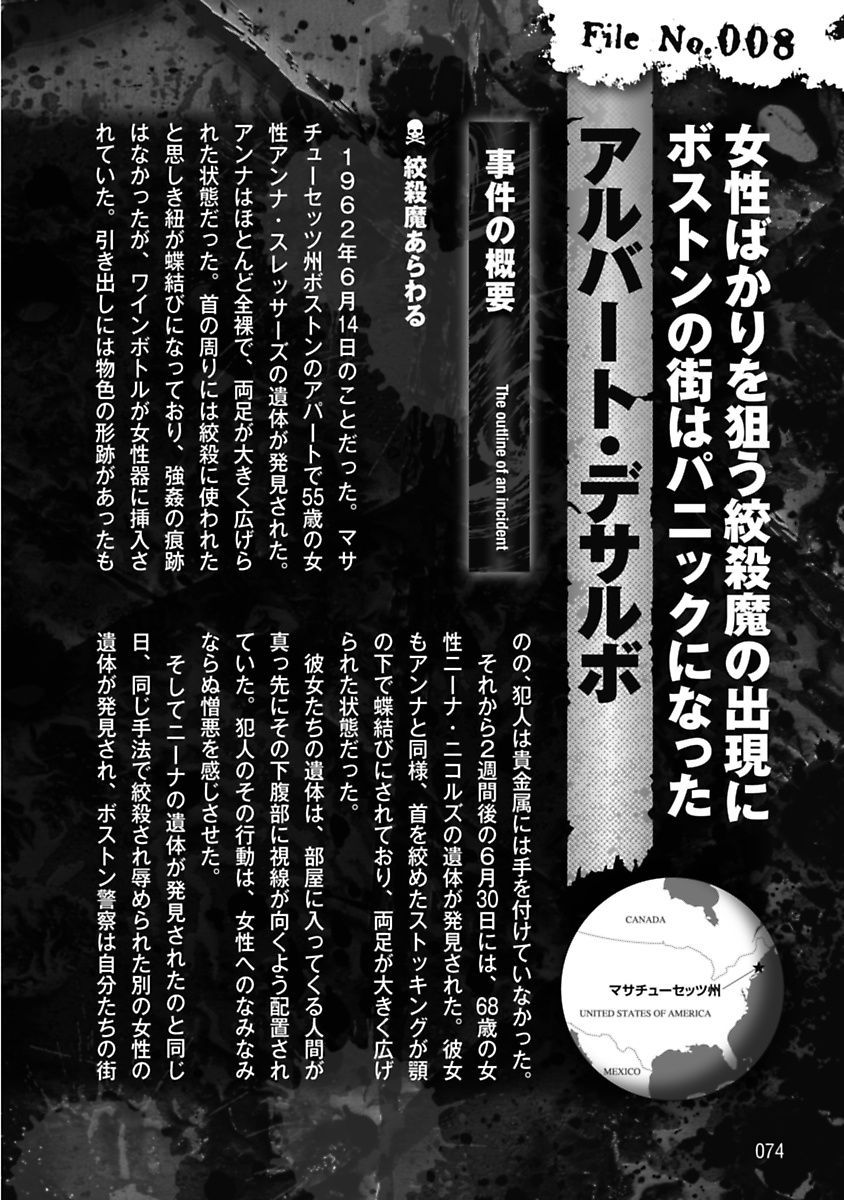 File No.008
女性ばかりを狙う絞殺魔の出現に
ボストンの街はパニックになった
アルバート・デサルボ
事件の概要
The outline of an incident
絞殺魔あらわる
１９６２年６月14日のことだった。マサ
チューセッツ州ボストンのアパートで55歳の女
性アンナ・スレッサーズの遺体が発見された。
アンナはほとんど全裸で、両足が大きく広げら
れた状態だった。首の周りには絞殺に使われた
と思しき紐が蝶結びになっており、強姦の痕跡
はなかったが、ワインボトルが女性器に挿入さ
れていた。引き出しには物色の形跡があったも
のの、犯人は貴金属には手を付けていなかった。
それから２週間後の６月30日には、68歳の女
性ニーナ・ニコルズの遺体が発見された。彼女
もアンナと同様、首を絞めたストッキングが顎
の下で蝶結びにされており、両足が大きく広げ
られた状態だった。
彼女たちの遺体は、部屋に入ってくる人間が
真っ先にその下腹部に視線が向くよう配置され
ていた。犯人のその行動は、女性へのなみなみ
ならぬ憎悪を感じさせた。
そしてニーナの遺体が発見されたのと同じ
日、同じ手法で絞殺され辱められた別の女性の
遺体が発見され、ボストン警察は自分たちの街
CANADA
マサチューセッツ州
UNITED STATES OF AMERICA
MEXICO
074